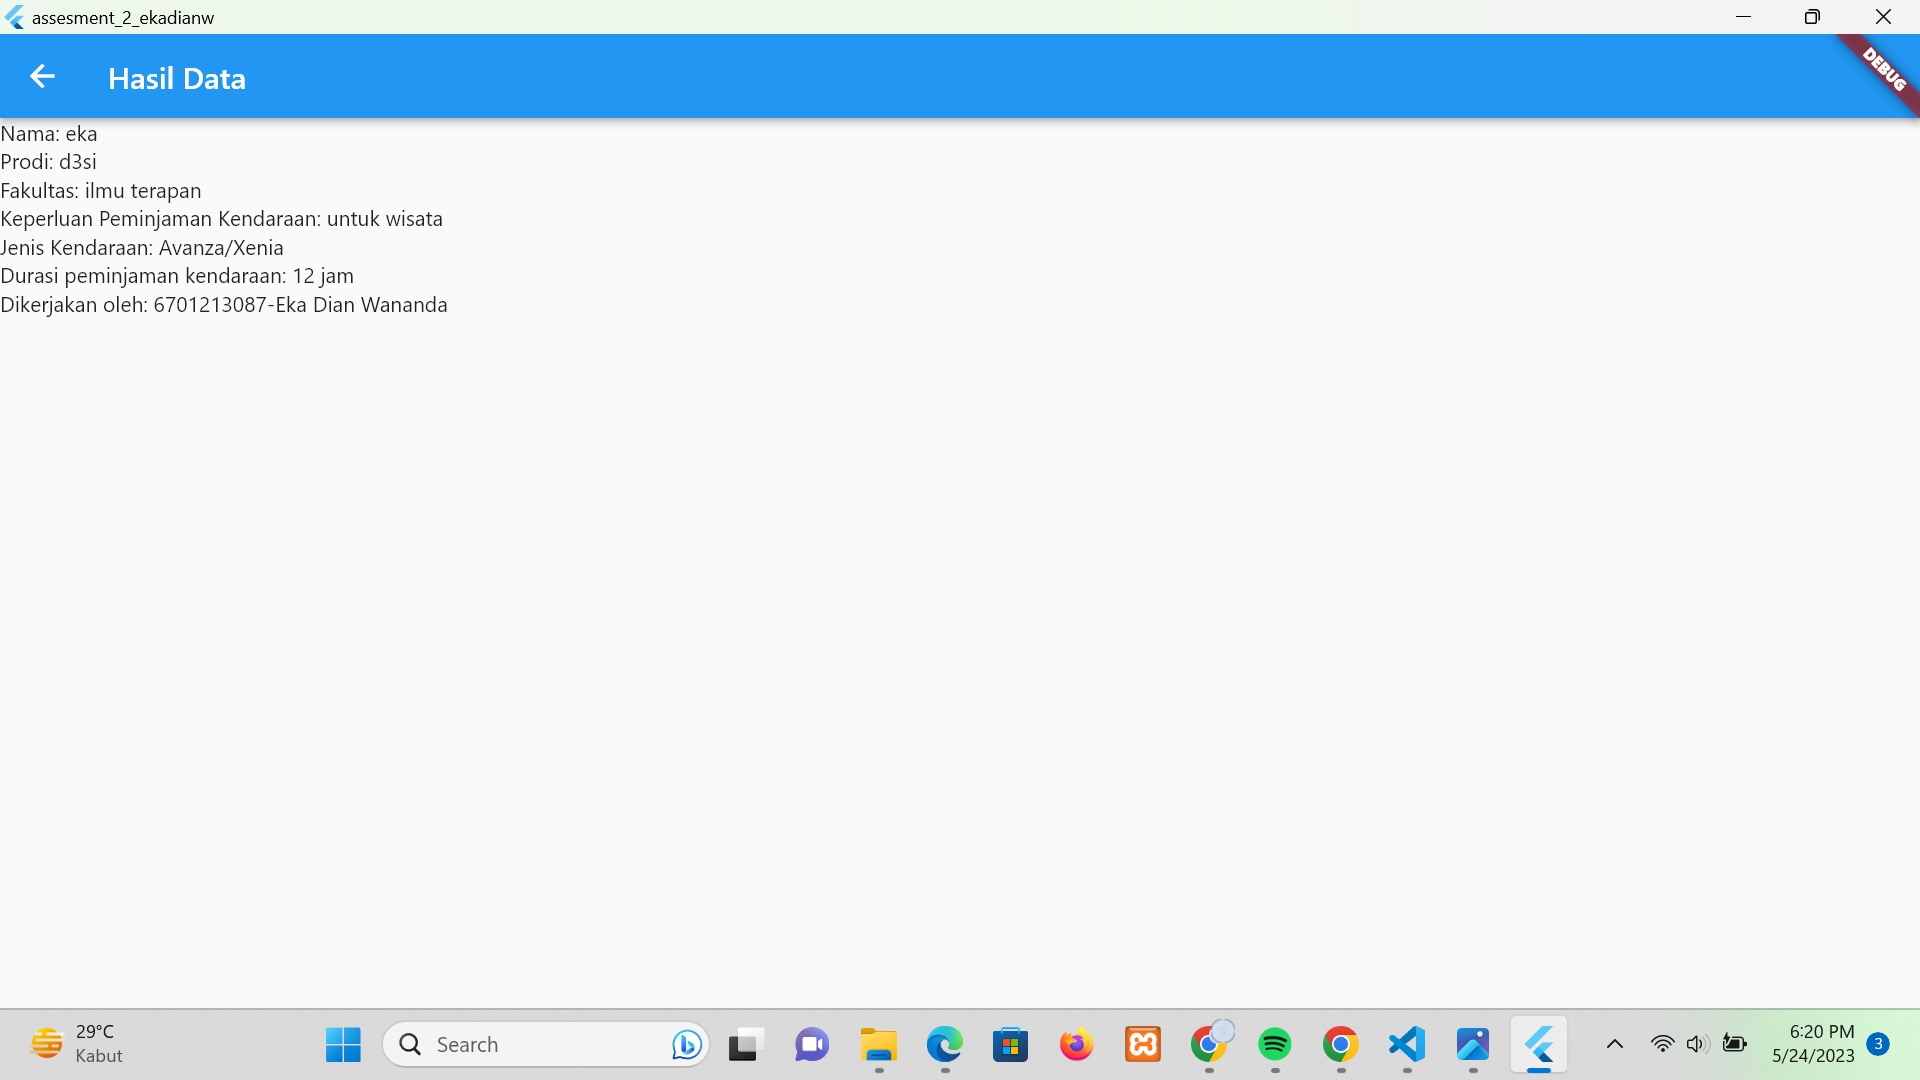 assesment_2_ekadianw
Hasil Data
DEBUG
Nama: eka
Prodi: d3si
Fakultas: ilmu terapan
Keperluan Peminjaman Kendaraan: untuk wisata
Jenis Kendaraan: Avanza/Xenia
Durasi peminjaman kendaraan: 12 jam
Dikerjakan oleh: 6701213087-Eka Dian Wananda
29°C
Kabut
Search
6:20 PM
5/24/2023
3